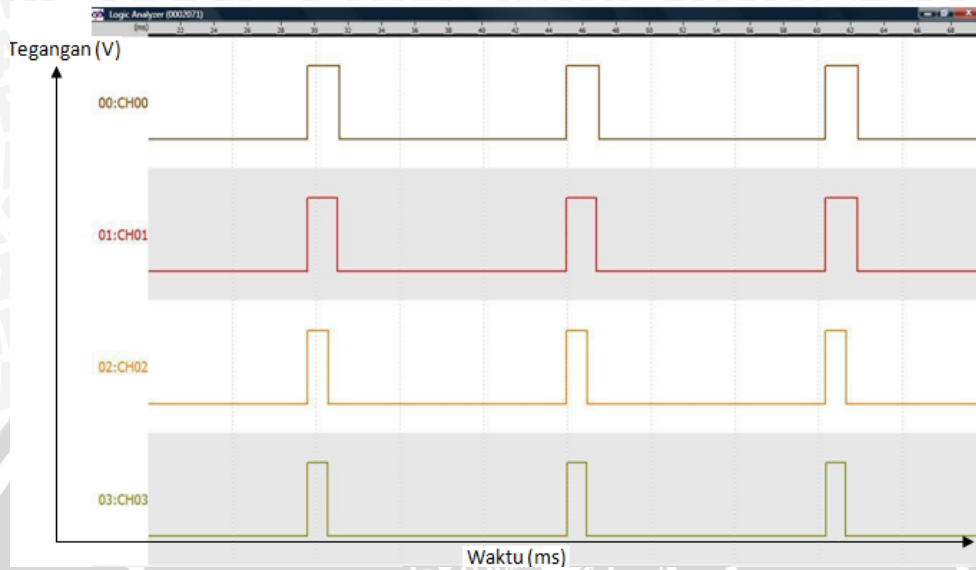 Logic Analyzer (0002071)
(ms) 22 24 26 28 30 32 34 36 38 40 42 44 46 48 50 52 54 56 58 60 62 64 66 68
Tegangan (V)
00:CH00
01:CH01
02:CH02
03:CH03
Waktu (ms)